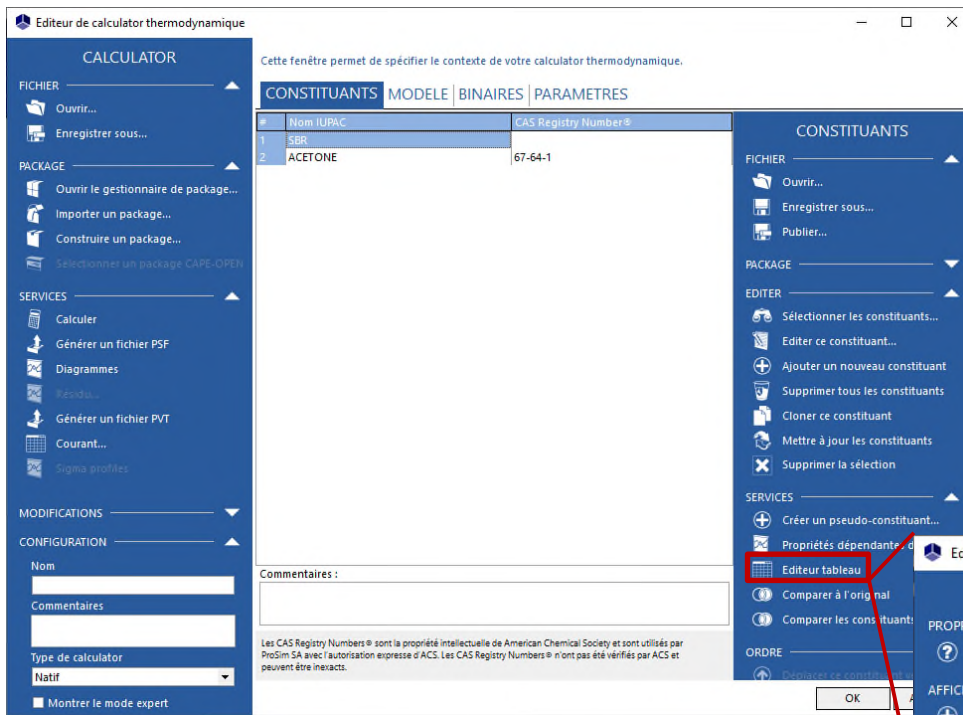 Editeur de calculator thermodynamique
CALCULATOR
FICHIER
Ouvrir...
Enregistrer sous...
PACKAGE
Ouvrir le gestionnaire de package...
Importer un package...
Construire un package...
Sélectionner un package CAPE-OPEN
SERVICES
Calculer
Générer un fichier PSF
Diagrammes
Résidu...
Générer un fichier PVT
Courant...
Sigma profiles
MODIFICATIONS
CONFIGURATION
Nom
Commentaires
Type de calculator
Natif
Montrer le mode expert
Cette fenêtre permet de spécifier le contexte de votre calculator thermodynamique.
CONSTITUANTS MODELE BINAIRES PARAMETRES
# Nom IUPAC CAS Registry Number®
1 SBR
2 ACETONE 67-64-1
Commentaires :
Les CAS Registry Numbers® sont la propriété intellectuelle de American Chemical Society et sont utilisés par
ProSim SA avec l'autorisation expresse d'ACS. Les CAS Registry Numbers® n'ont pas été vérifiés par ACS et
peuvent être inexacts.
CONSTITUANTS
FICHIER
Ouvrir...
Enregistrer sous...
Publier...
PACKAGE
EDITER
Sélectionner les constituants...
Editer ce constituant...
Ajouter un nouveau constituant
Supprimer tous les constituants
Cloner ce constituant
Mettre à jour les constituants
Supprimer la sélection
SERVICES
Créer un pseudo-constituant...
Propriétés dépendantes d
Editeur tableau
Comparer à l'original
Comparer les constituants
ORDRE
Déplacer ce constituant
OK
Ed
PROPR
AFFICH